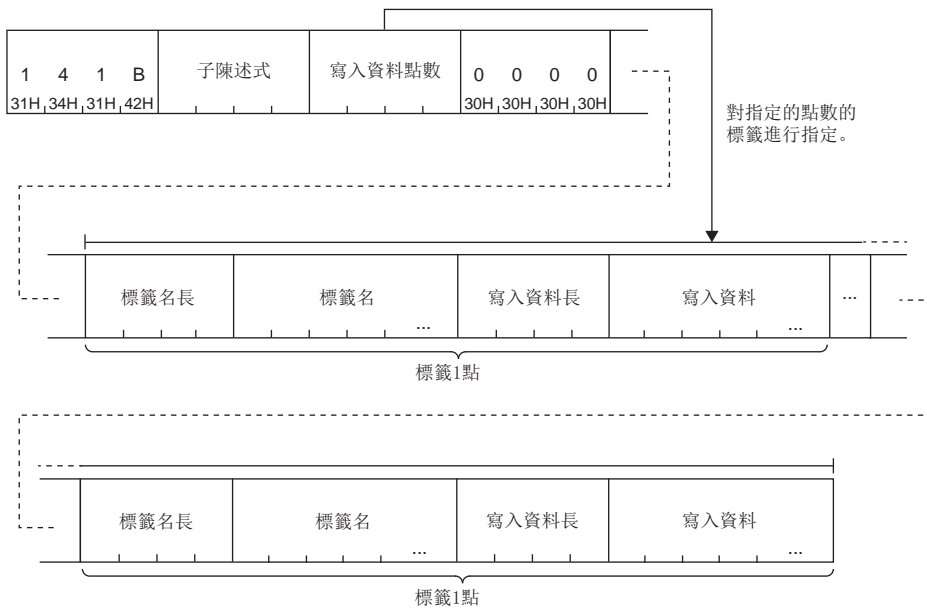 1 4 1 B
31H 34H 31H 42H
子陳述式
寫入資料點數
0 0 0 0
30H 30H 30H 30H
對指定的點數的
標籤進行指定。
標籤名長
標籤名
...
寫入資料長
寫入資料
...
...
標籤1點
標籤名長
標籤名
...
寫入資料長
寫入資料
...
標籤1點